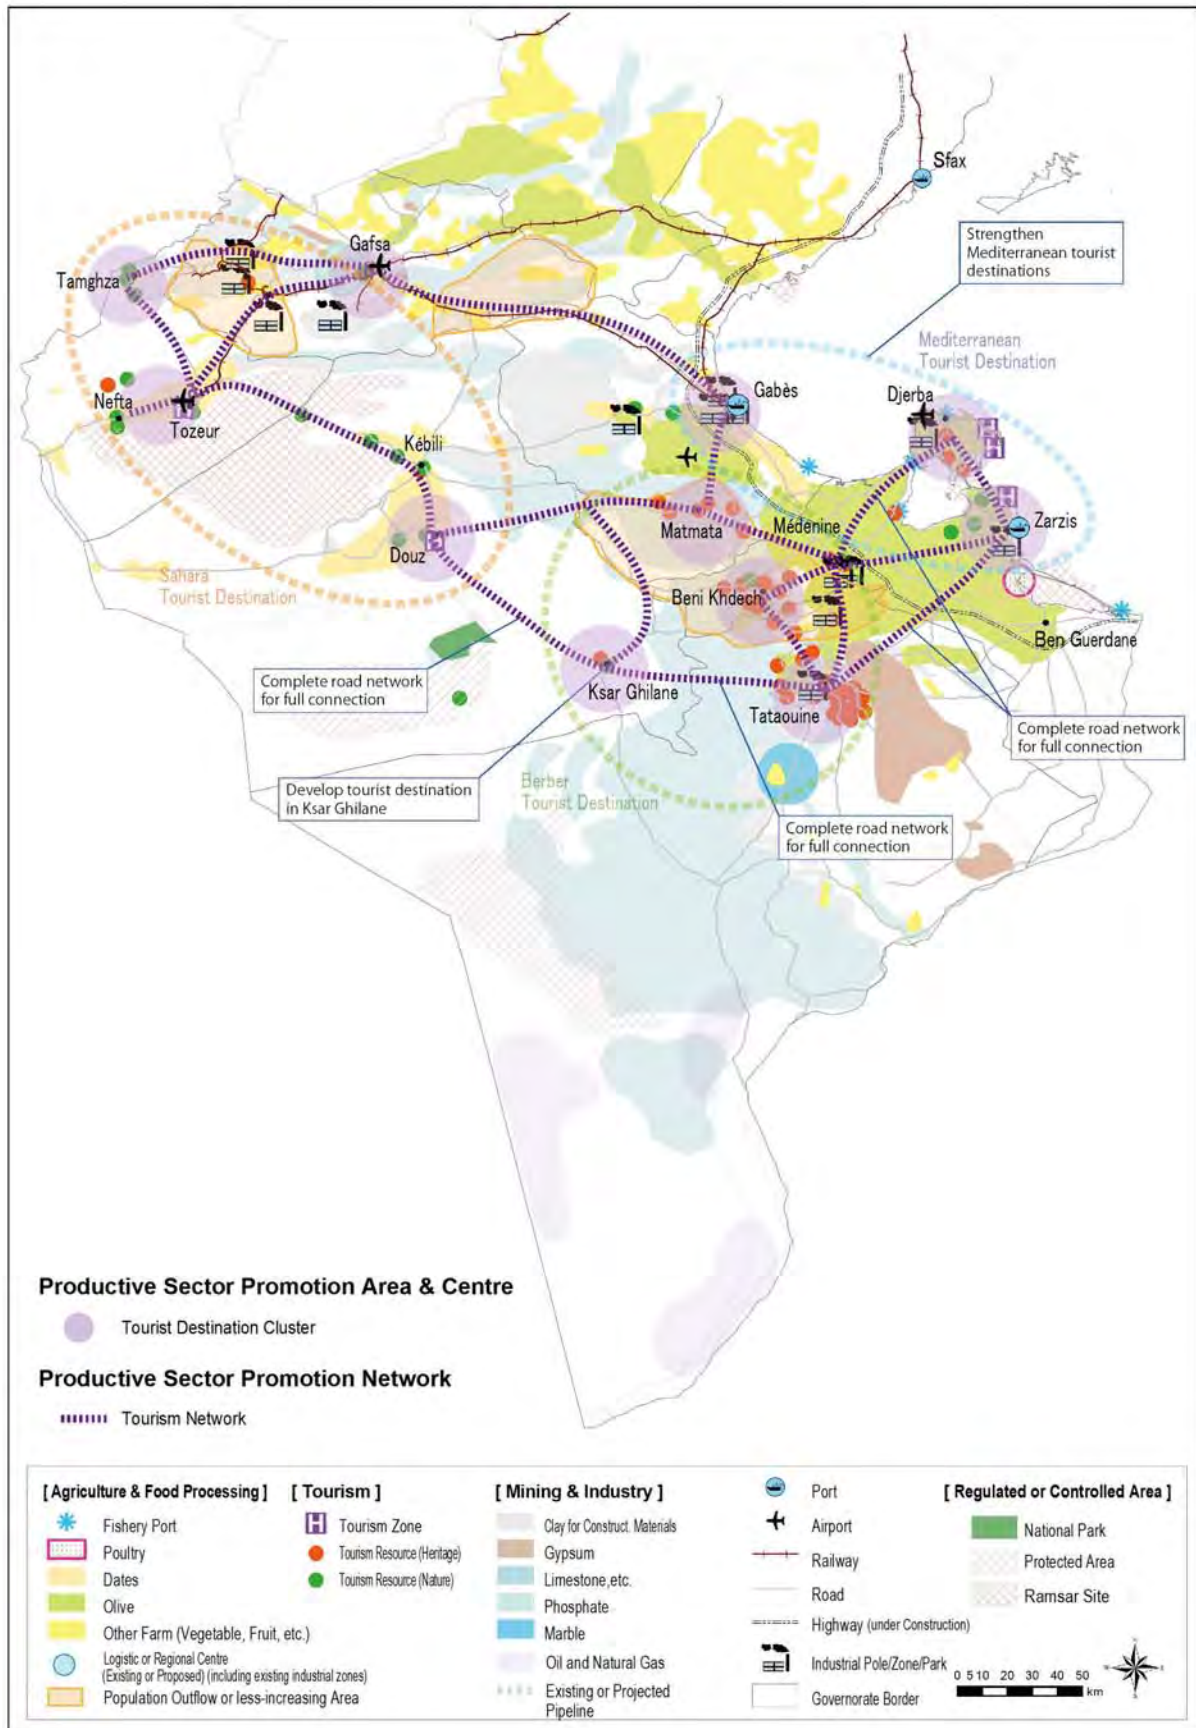 Sfax
Strengthen
Mediterranean tourist
destinations
Gafsa
Tamghza
Mediterranean
Tourist Destination
Gabès
Djerba
Nefta
Tozeur
Kébili
Matmata
Médenine
Zarzis
Douz
Sahara
Tourist Destination
Beni Khdech
Ben Guerdane
Complete road network
for full connection
Ksar Ghilane
Tataouine
Complete road network
for full connection
Develop tourist destination
in Ksar Ghilane
Berber
Tourist Destination
Complete road network
for full connection
Productive Sector Promotion Area & Centre
Tourist Destination Cluster
Productive Sector Promotion Network
Tourism Network
[ Agriculture & Food Processing ]
Fishery Port
Poultry
Dates
Olive
Other Farm (Vegetable, Fruit, etc.)
Logistic or Regional Centre
(Existing or Proposed) (including existing industrial zones)
Population Outflow or less-increasing Area
[ Tourism ]
H Tourism Zone
Tourism Resource (Heritage)
Tourism Resource (Nature)
[ Mining & Industry ]
Clay for Construct. Materials
Gypsum
Limestone,etc.
Phosphate
Marble
Oil and Natural Gas
Existing or Projected
Pipeline
Port
Airport
Railway
Road
Highway (under Construction)
Industrial Pole/Zone/Park
Governorate Border
[ Regulated or Controlled Area ]
National Park
Protected Area
Ramsar Site
0 5 10 20 30 40 50
km